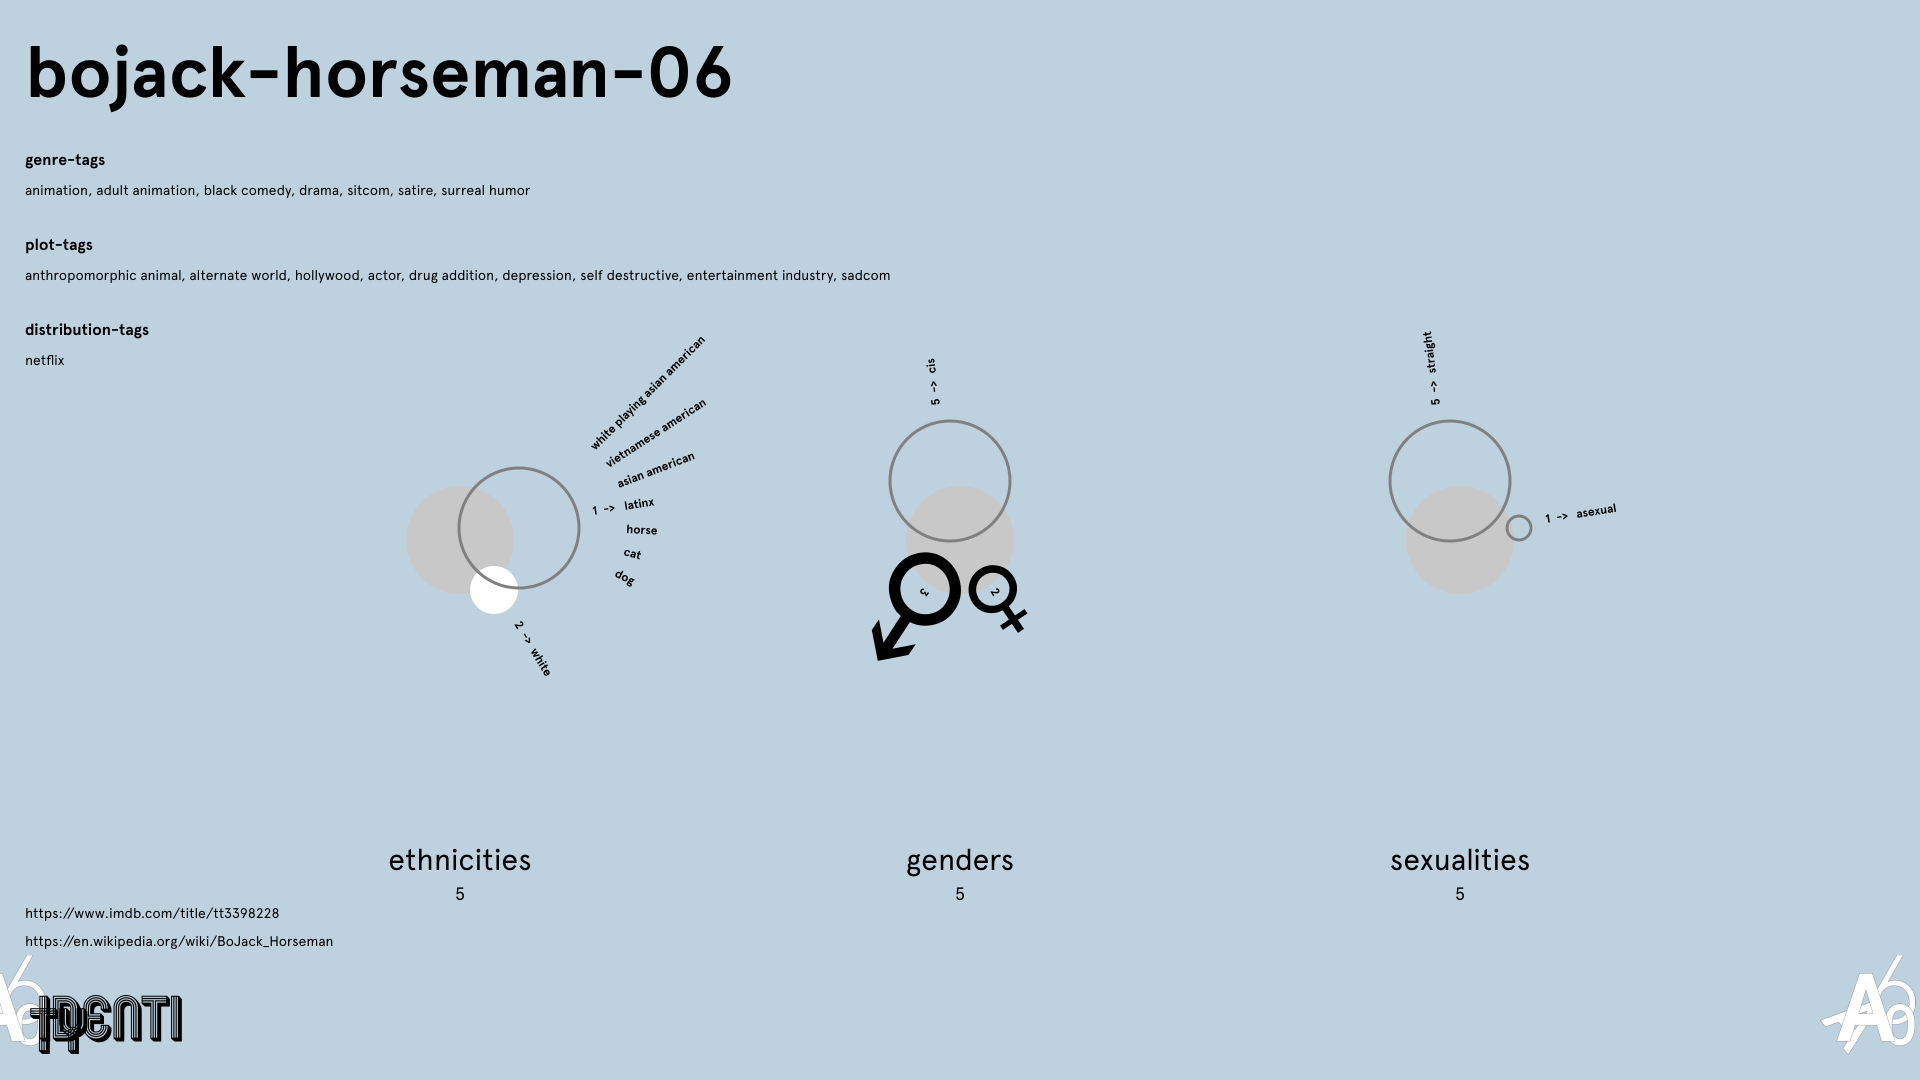 bojack-horseman-06
genre-tags
animation, adult animation, black comedy, drama, sitcom, satire, surreal humor
plot-tags
anthropomorphic animal, alternate world, hollywood, actor, drug addition, depression, self destructive, entertainment industry, sadcom
distribution-tags
netflix
white playing asian american
vietnamese american
asian american
1 -> latinx
horse
cat
dog
2 -> white
5 -> cis
3
2
5 -> straight
1 -> asexual
ethnicities
5
genders
5
sexualities
5
https://www.imdb.com/title/tt3398228
https://en.wikipedia.org/wiki/BoJack_Horseman
IDENTI